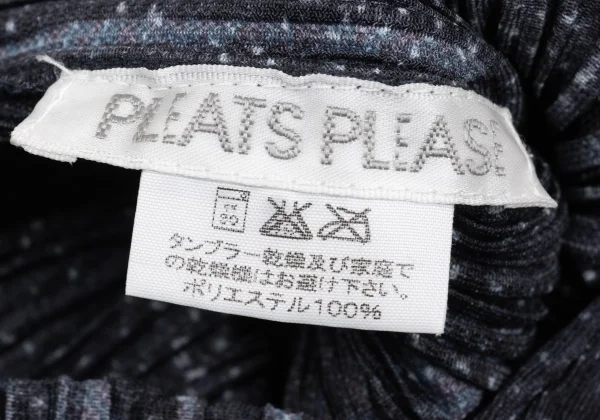 PLEATS PLEASE
タンブラー乾燥及び家庭で
の乾燥機はお避け下さい。
ポリエステル100%